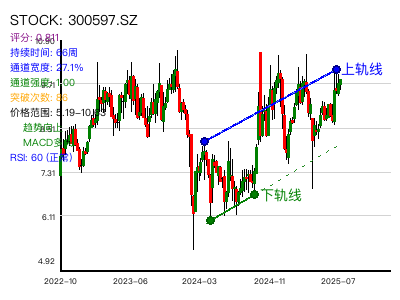 STOCK: 300597.SZ
评分: 0.811
10.90
持续时间: 66周
通道宽度: 27.1%
上轨线
通道强度: 1.00
突破次数: 86
价格范围: 5.19~10.
趋势
MACD
RSI: 60 (正常)
7.31
下轨线
6.11
4.92
2022-10
2023-06
2024-03
2024-11
2025-07